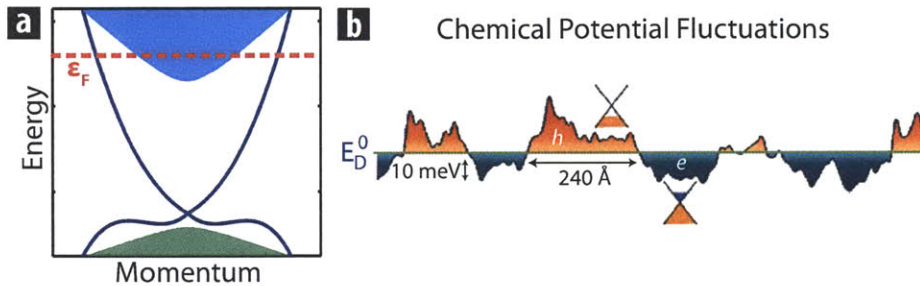 a
ε_F
Energy
Momentum
b
Chemical Potential Fluctuations
E_D^0
10 meV
h
240 Å
e